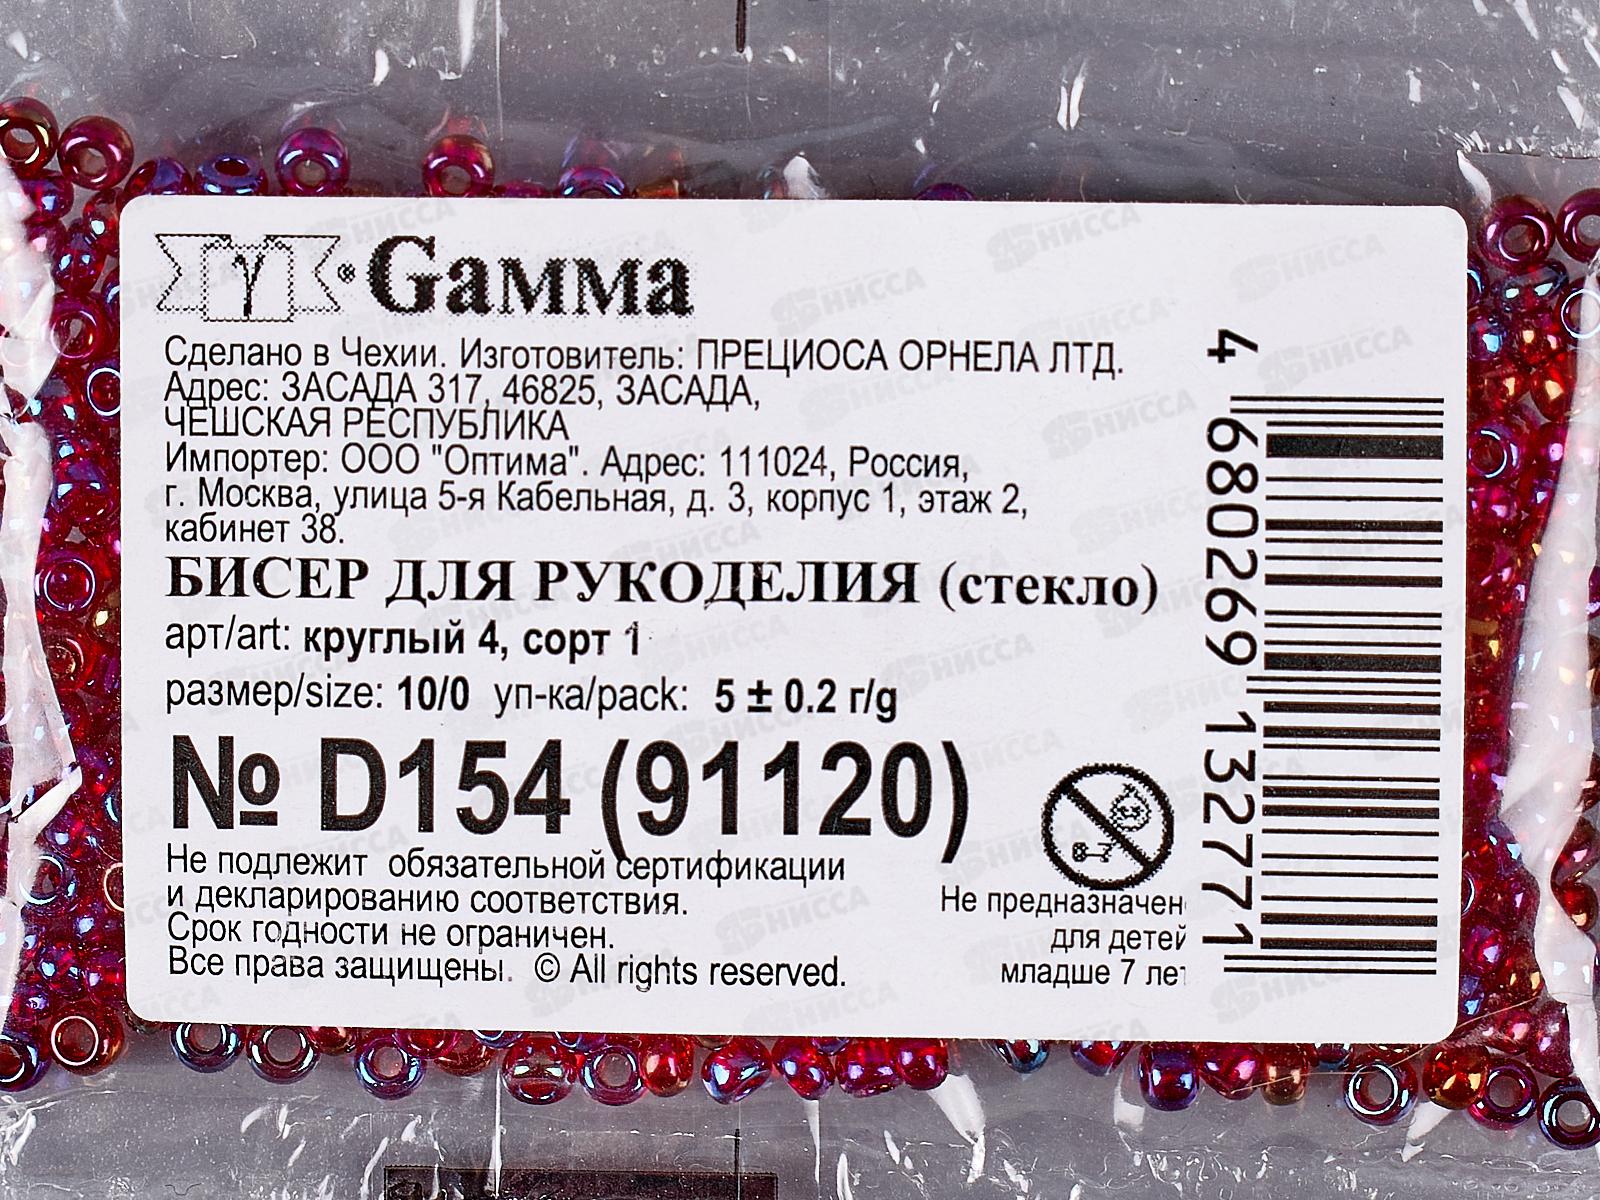 γ ® Gамма
Сделано в Чехии. Изготовитель: ПРЕЦИОСА ОРНЕЛА ЛТД.
Адрес: ЗАСАДА 317, 46825, ЗАСАДА,
ЧЕШСКАЯ РЕСПУБЛИКА
Импортер: ООО "Оптима". Адрес: 111024, Россия,
г. Москва, улица 5-я Кабельная, д. 3, корпус 1, этаж 2,
кабинет 38.
БИСЕР ДЛЯ РУКОДЕЛИЯ (стекло)
арт/art: круглый 4, сорт 1
размер/size: 10/0 уп-ка/pack: 5 ± 0.2 г/g
№ D154 (91120)
Не подлежит обязательной сертификации
и декларированию соответствия.
Срок годности не ограничен.
Все права защищены. © All rights reserved.
Не предназначен
для детей
младше 7 лет
4 680269 132771
НИССА